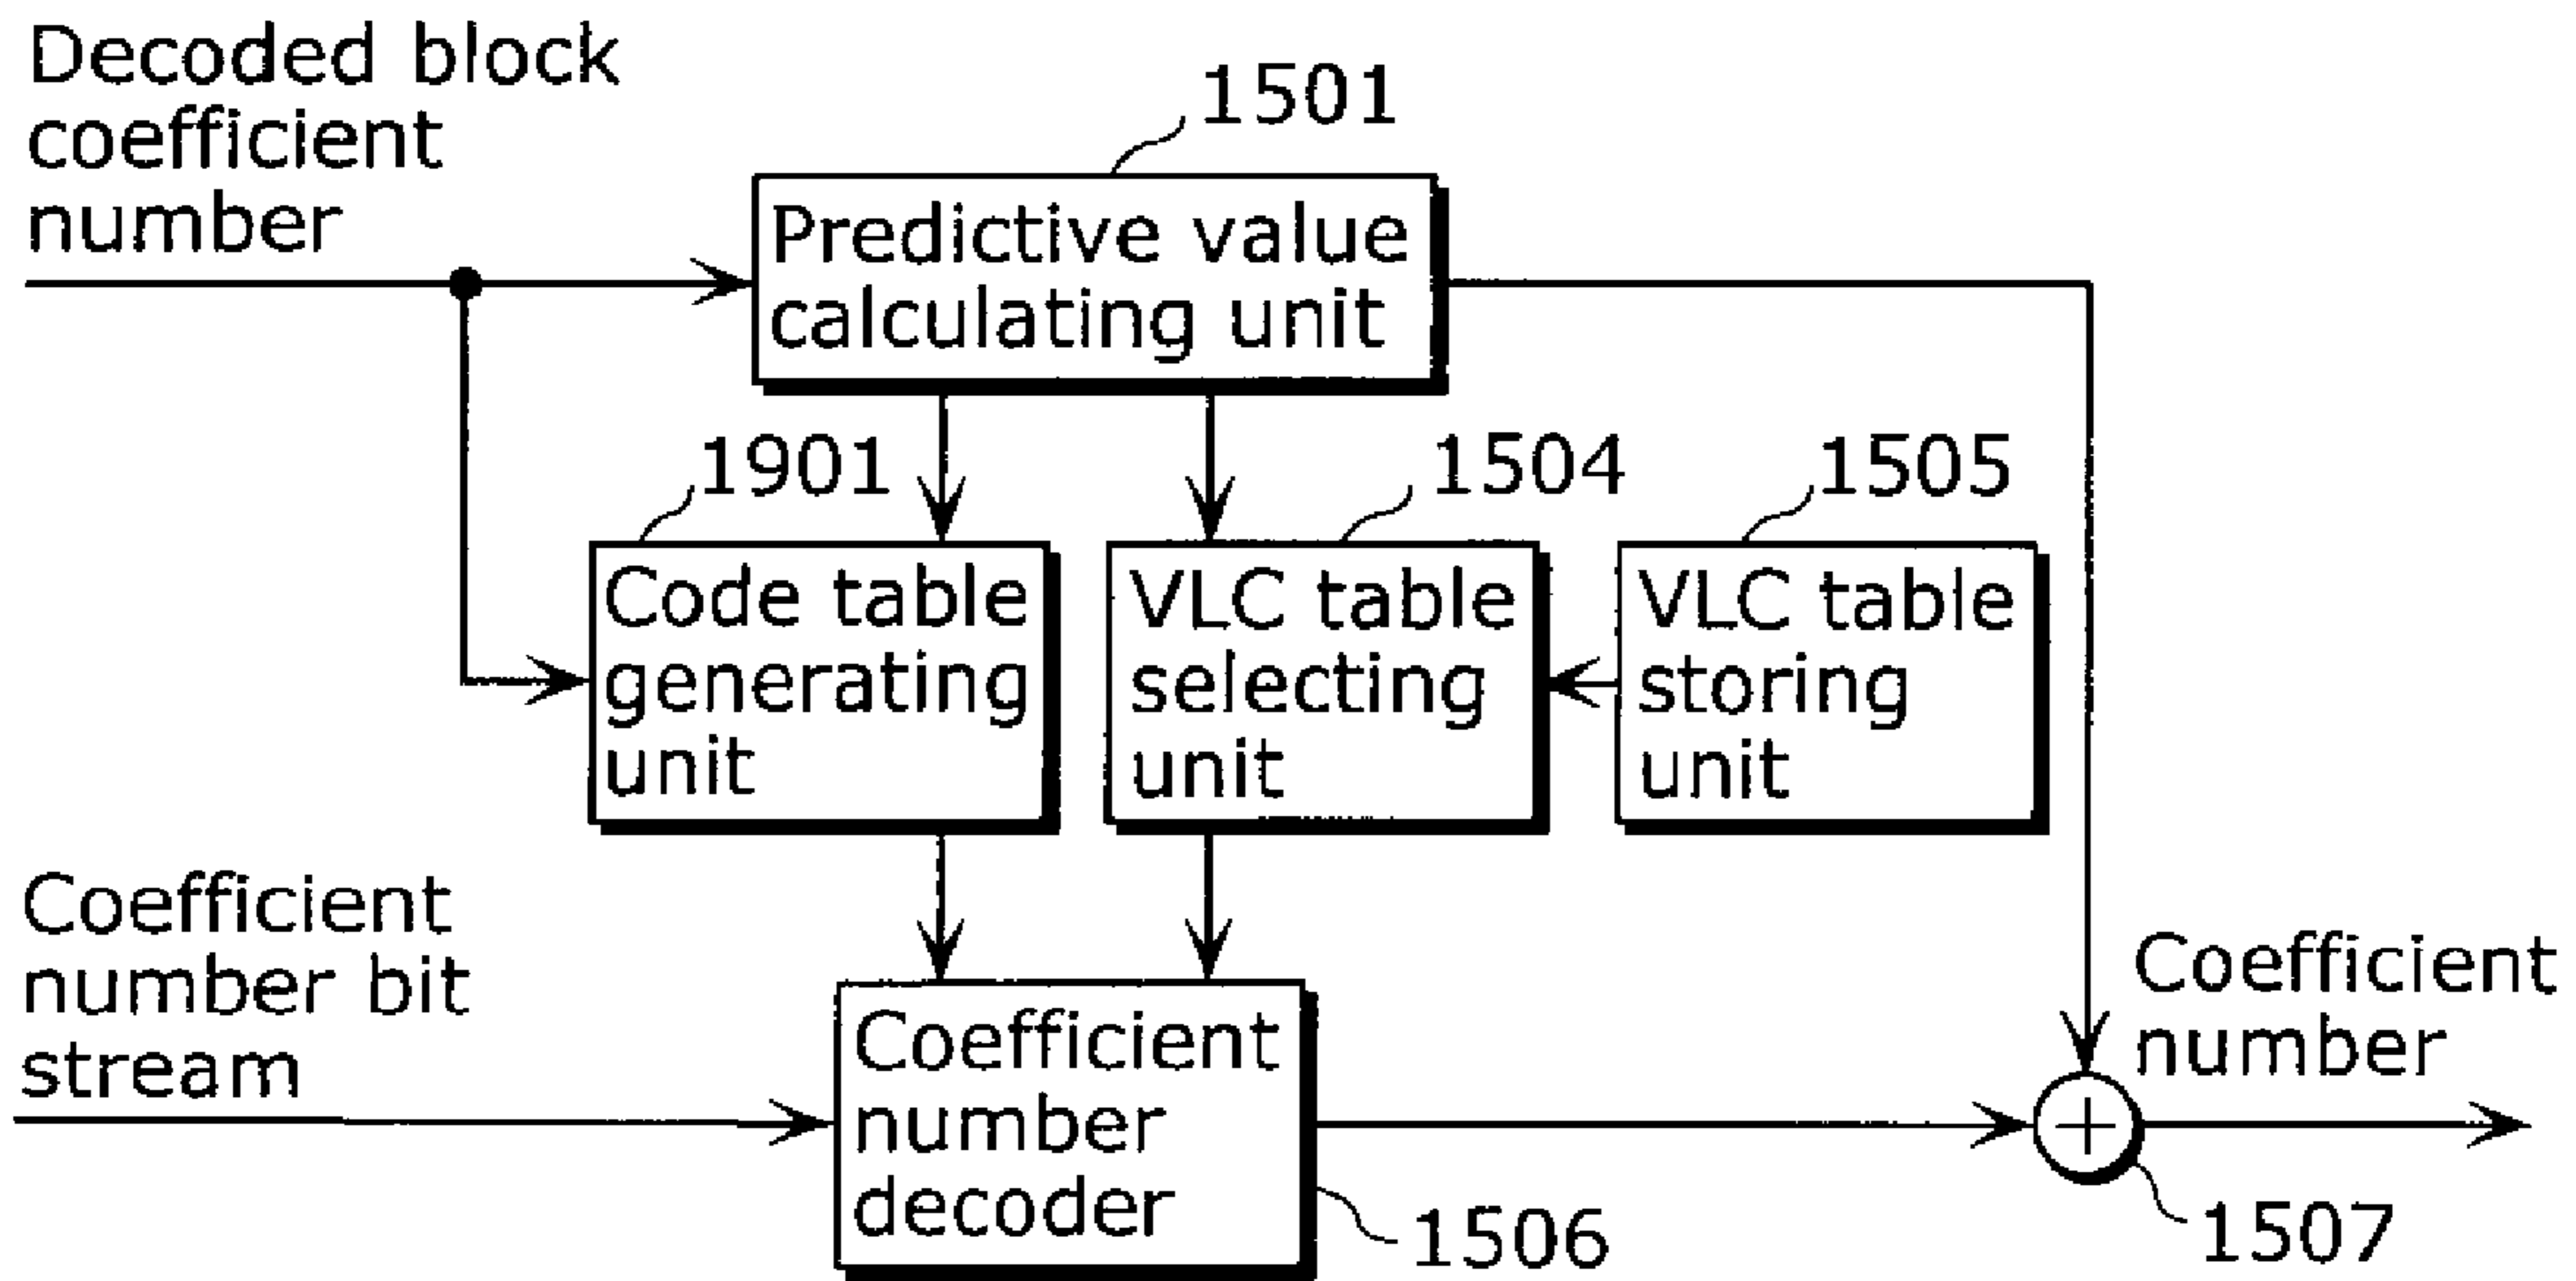 Decoded block
coefficient
number
1501
Predictive value
calculating unit
1901
1504
1505
Code table
generating
unit
VLC table
selecting
unit
VLC table
storing
unit
Coefficient
number bit
stream
Coefficient
number
decoder
Coefficient
number
1506
1507